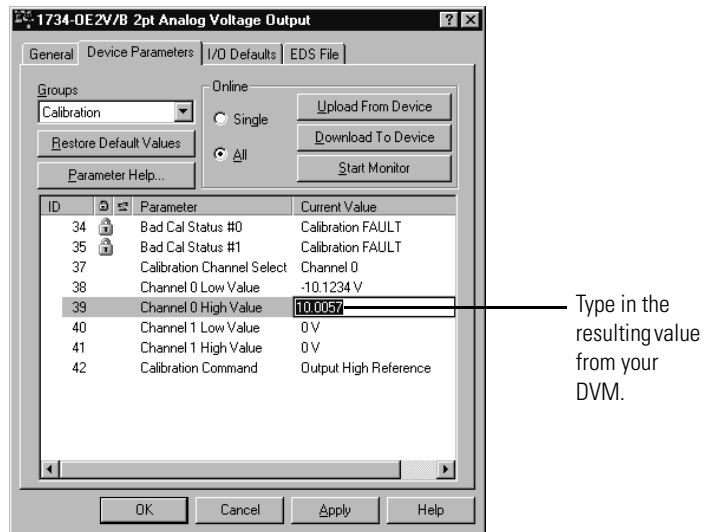 1734-OE2V/B 2pt Analog Voltage Output
General Device Parameters I/O Defaults EDS File
Groups
Calibration
Restore Default Values
Parameter Help...
Online
Single
All
Upload From Device
Download To Device
Start Monitor
ID Parameter Current Value
34 Bad Cal Status #0 Calibration FAULT
35 Bad Cal Status #1 Calibration FAULT
37 Calibration Channel Select Channel 0
38 Channel 0 Low Value -10.1234 V
39 Channel 0 High Value 10.0057
40 Channel 1 Low Value 0 V
41 Channel 1 High Value 0 V
42 Calibration Command Output High Reference
OK Cancel Apply Help
Type in the
resulting value
from your
DVM.